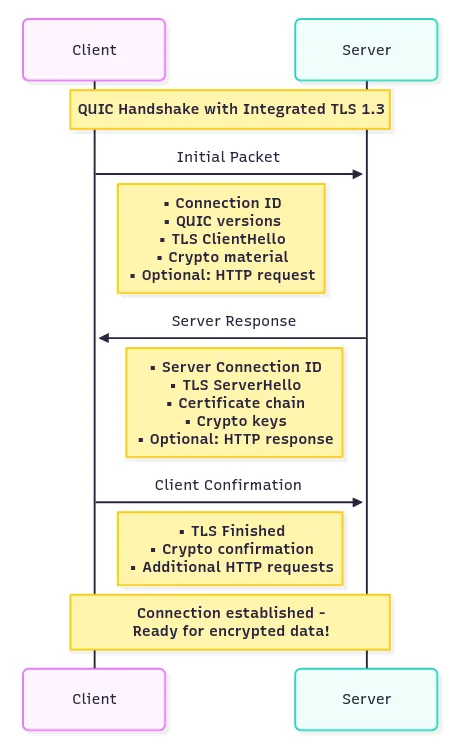 Client
Server
QUIC Handshake with Integrated TLS 1.3
Initial Packet
▪ Connection ID
▪ QUIC versions
▪ TLS ClientHello
▪ Crypto material
▪ Optional: HTTP request
Server Response
▪ Server Connection ID
▪ TLS ServerHello
▪ Certificate chain
▪ Crypto keys
▪ Optional: HTTP response
Client Confirmation
▪ TLS Finished
▪ Crypto confirmation
▪ Additional HTTP requests
Connection established -
Ready for encrypted data!
Client
Server